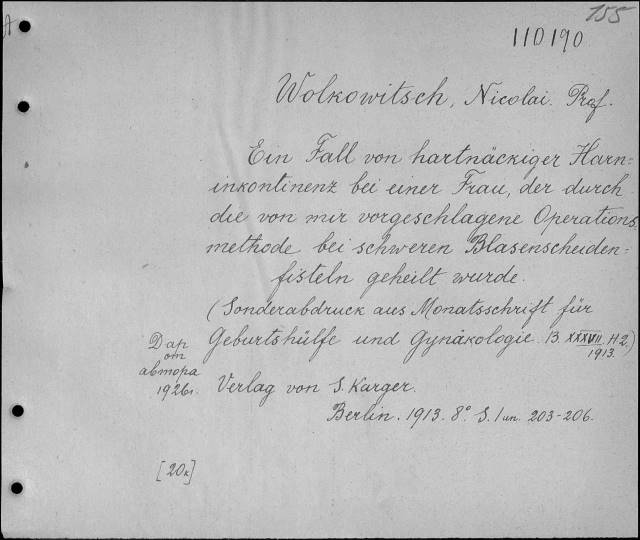 A
155
110190
Wolkowitsch, Nicolai. Prof.
Ein Fall von hartnäckiger Harn=
inkontinenz bei einer Frau, der durch
die von mir vorgeschlagene Operations
methode bei schweren Blasenscheiden=
fisteln geheilt wurde.
(Sonderabdruck aus Monatsschrift für
Geburtshülfe und Gynäkologie. B. XXXVII. H 2.)
1913.
Дар
от
автора
1926г.
Verlag von S. Karger.
Berlin. 1913. 8° S. 1 un. 203-206.
[20к]